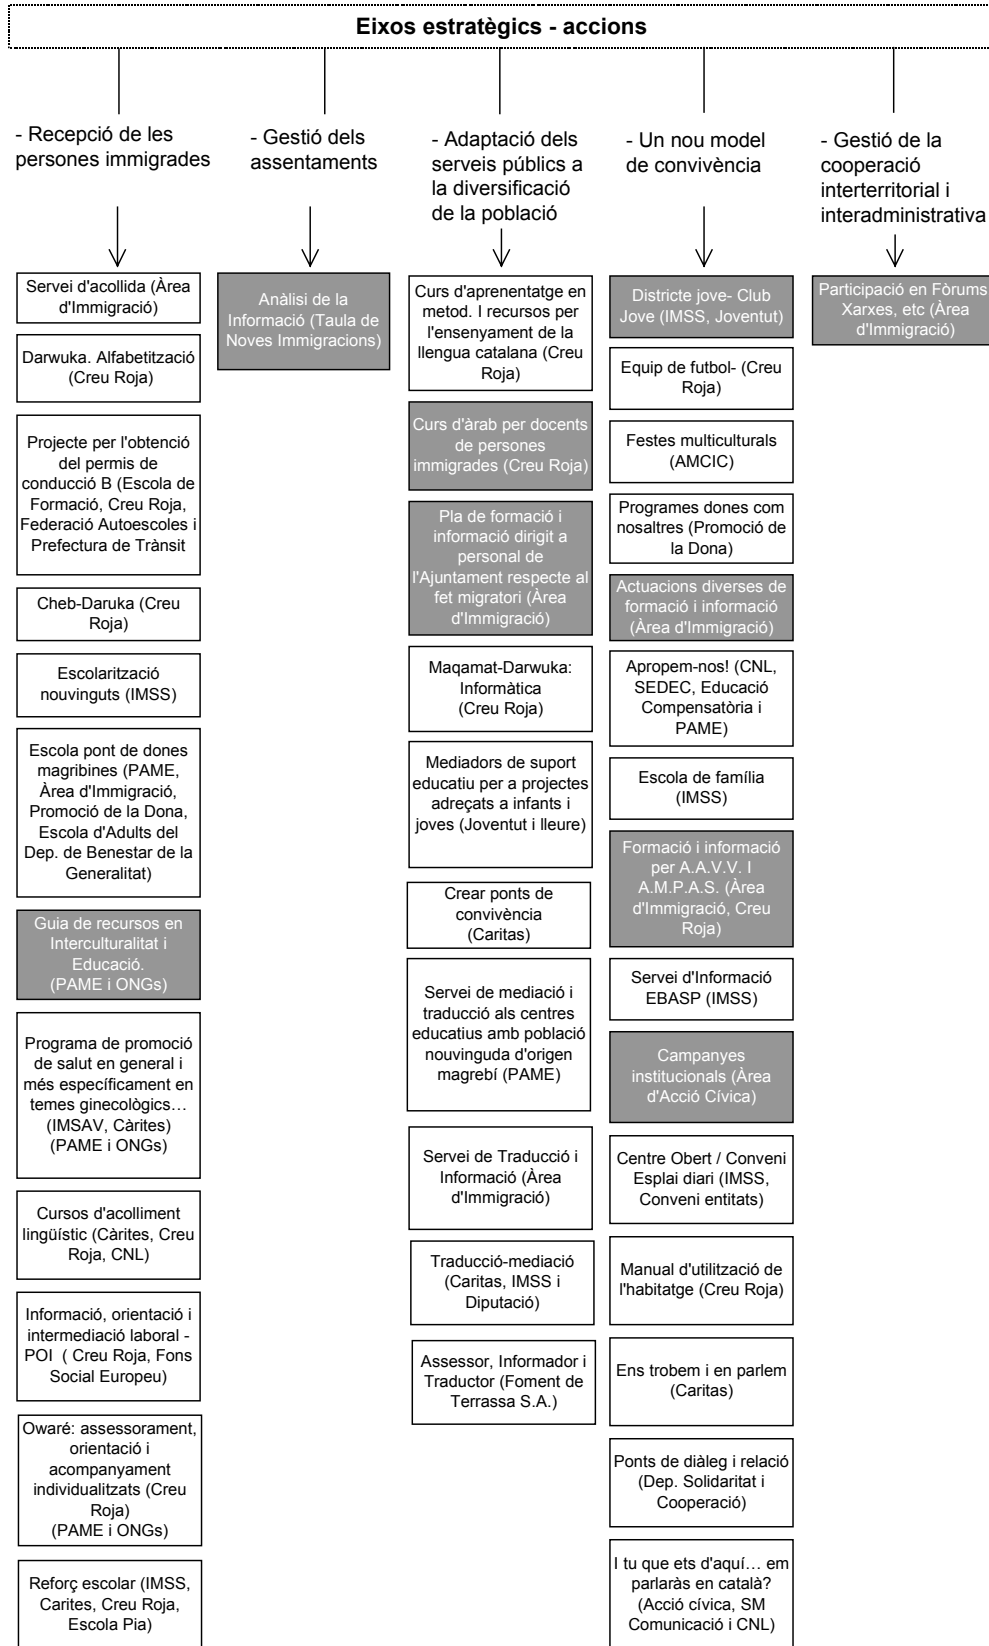 Eixos estratègics - accions
- Recepció de les
persones immigrades
Servei d'acollida (Àrea
d'Immigració)
Darwuka. Alfabetització
(Creu Roja)
Projecte per l'obtenció
del permis de
conducció B (Escola de
Formació, Creu Roja,
Federació Autoescoles i
Prefectura de Trànsit
Cheb-Daruka (Creu
Roja)
Escolarització
nouvinguts (IMSS)
Escola pont de dones
magribines (PAME,
Àrea d'Immigració,
Promoció de la Dona,
Escola d'Adults del
Dep. de Benestar de la
Generalitat)
Guia de recursos en
Interculturalitat i
Educació.
(PAME i ONGs)
Programa de promoció
de salut en general i
més específicament en
temes ginecològics…
(IMSAV, Càrites)
(PAME i ONGs)
Cursos d'acolliment
lingüístic (Càrites, Creu
Roja, CNL)
Informació, orientació i
intermediació laboral -
POI ( Creu Roja, Fons
Social Europeu)
Owaré: assessorament,
orientació i
acompanyament
individualitzats (Creu
Roja)
(PAME i ONGs)
Reforç escolar (IMSS,
Carites, Creu Roja,
Escola Pia)
- Gestió dels
assentaments
Anàlisi de la
Informació (Taula de
Noves Immigracions)
- Adaptació dels
serveis públics a
la diversificació
de la població
Curs d'aprenentatge en
metod. I recursos per
l'ensenyament de la
llengua catalana (Creu
Roja)
Curs d'àrab per docents
de persones
immigrades (Creu Roja)
Pla de formació i
informació dirigit a
personal de
l'Ajuntament respecte al
fet migratori (Àrea
d'Immigració)
Maqamat-Darwuka:
Informàtica
(Creu Roja)
Mediadors de suport
educatiu per a projectes
adreçats a infants i
joves (Joventut i lleure)
Crear ponts de
convivència
(Caritas)
Servei de mediació i
traducció als centres
educatius amb població
nouvinguda d'origen
magrebí (PAME)
Servei de Traducció i
Informació (Àrea
d'Immigració)
Traducció-mediació
(Caritas, IMSS i
Diputació)
Assessor, Informador i
Traductor (Foment de
Terrassa S.A.)
- Un nou model
de convivència
Districte jove- Club
Jove (IMSS, Joventut)
Equip de futbol- (Creu
Roja)
Festes multiculturals
(AMCIC)
Programes dones com
nosaltres (Promoció de
la Dona)
Actuacions diverses de
formació i informació
(Àrea d'Immigració)
Apropem-nos! (CNL,
SEDEC, Educació
Compensatòria i
PAME)
Escola de família
(IMSS)
Formació i informació
per A.A.V.V. I
A.M.P.A.S. (Àrea
d'Immigració, Creu
Roja)
Servei d'Informació
EBASP (IMSS)
Campanyes
institucionals (Àrea
d'Acció Cívica)
Centre Obert / Conveni
Esplai diari (IMSS,
Conveni entitats)
Manual d'utilització de
l'habitatge (Creu Roja)
Ens trobem i en parlem
(Caritas)
Ponts de diàleg i relació
(Dep. Solidaritat i
Cooperació)
I tu que ets d'aquí… em
parlaràs en català?
(Acció cívica, SM
Comunicació i CNL)
- Gestió de la
cooperació
interterritorial i
interadministrativa
Participació en Fòrums
Xarxes, etc (Àrea
d'Immigració)